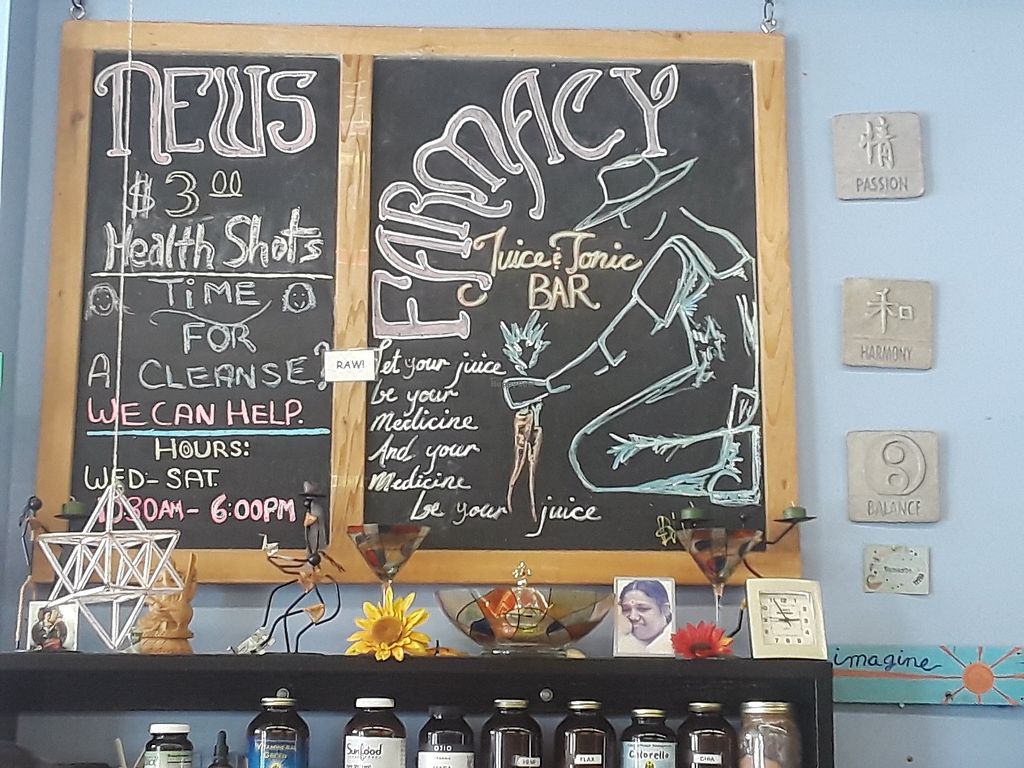 NEWS
$3.00
Health Shots
TIME
FOR
A CLEANSE?
WE CAN HELP.
HOURS:
WED-SAT
10:30AM-6:00PM
FARMACY
Juice & Tonic
BAR
RAW!
Let your juice
be your
Medicine
And your
Medicine
be your juice
情
PASSION
和
HARMONY
BALANCE
imagine
Sunfood
Chlorella
FLAX
CHIA